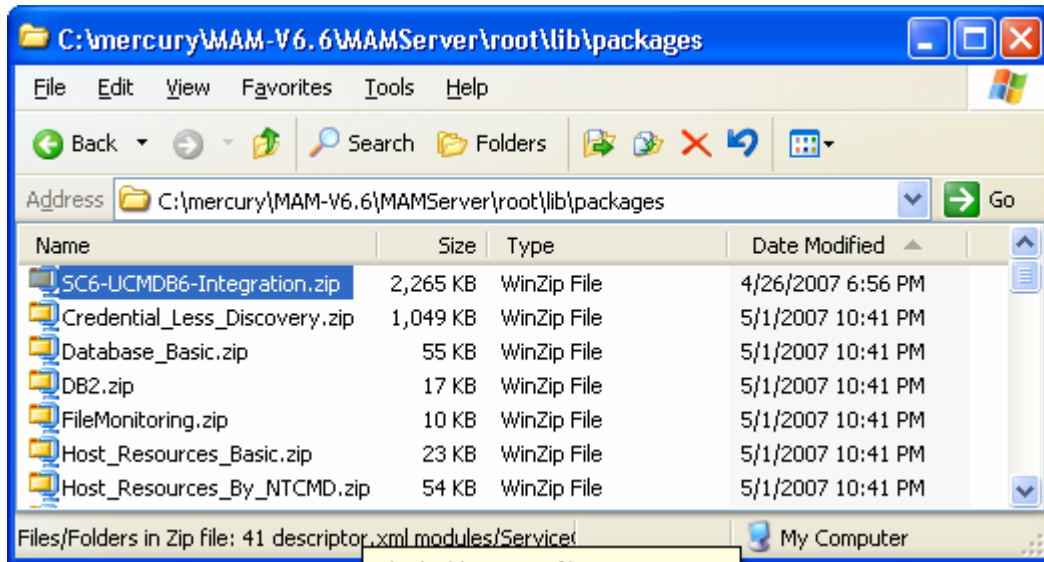 C:\mercury\MAM-V6.6\MAMServer\root\lib\packages
File Edit View Favorites Tools Help
Back Search Folders
Address C:\mercury\MAM-V6.6\MAMServer\root\lib\packages Go
Name Size Type Date Modified
SC6-UCMDB6-Integration.zip 2,265 KB WinZip File 4/26/2007 6:56 PM
Credential_Less_Discovery.zip 1,049 KB WinZip File 5/1/2007 10:41 PM
Database_Basic.zip 55 KB WinZip File 5/1/2007 10:41 PM
DB2.zip 17 KB WinZip File 5/1/2007 10:41 PM
FileMonitoring.zip 10 KB WinZip File 5/1/2007 10:41 PM
Host_Resources_Basic.zip 23 KB WinZip File 5/1/2007 10:41 PM
Host_Resources_By_NTCMD.zip 54 KB WinZip File 5/1/2007 10:41 PM
Files/Folders in Zip file: 41 descriptor.xml modules/Service My Computer